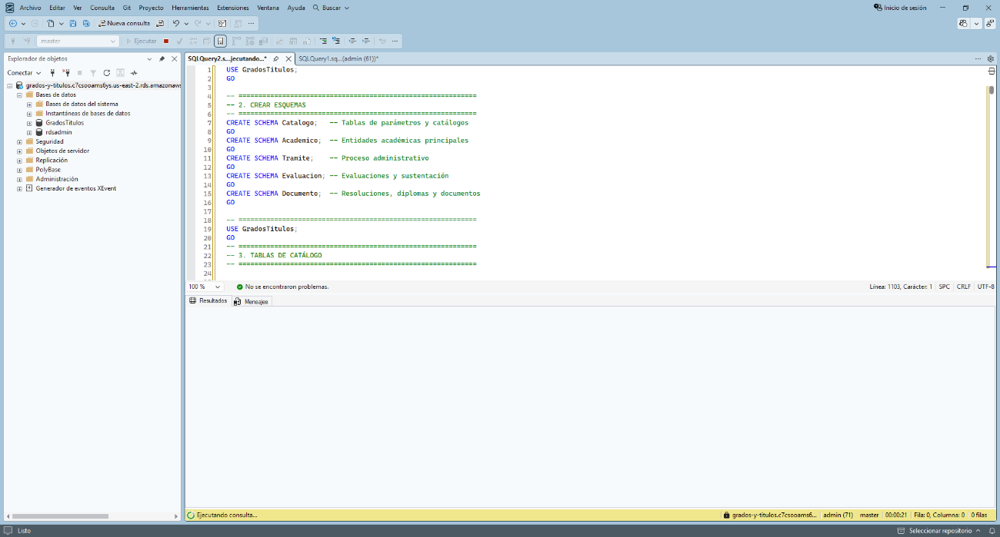 Archivo Editar Ver Consulta Git Proyecto Herramientas Extensiones Ventana Ayuda Buscar Inicio de sesión
Nueva consulta
master Ejecutar
Explorador de objetos
Conectar
grados-y-titulos.c7csooams6ys.us-east-2.rds.amazonaws
Bases de datos
Bases de datos del sistema
Instantáneas de bases de datos
GradosTitulos
rdsadmin
Seguridad
Objetos de servidor
Replicación
PolyBase
Administración
Generador de eventos XEvent
SQLQuery2.s...jecutando...* SQLQuery1.sq...(admin (61))*
1 USE GradosTitulos;
2 GO
3
4 -- ============================================================
5 -- 2. CREAR ESQUEMAS
6 -- ============================================================
7 CREATE SCHEMA Catalogo; -- Tablas de parámetros y catálogos
8 GO
9 CREATE SCHEMA Academico; -- Entidades académicas principales
10 GO
11 CREATE SCHEMA Tramite; -- Proceso administrativo
12 GO
13 CREATE SCHEMA Evaluacion; -- Evaluaciones y sustentación
14 GO
15 CREATE SCHEMA Documento; -- Resoluciones, diplomas y documentos
16 GO
17
18 -- ============================================================
19 USE GradosTitulos;
20 GO
21 -- ============================================================
22 -- 3. TABLAS DE CATÁLOGO
23 -- ============================================================
24
100 % No se encontraron problemas. Línea: 1103, Carácter: 1 SPC CRLF UTF-8
Resultados Mensajes
Ejecutando consulta... grados-y-titulos.c7csooams6... admin (71) master 00:00:21 Fila: 0, Columna: 0 0 filas
Listo Seleccionar repositorio